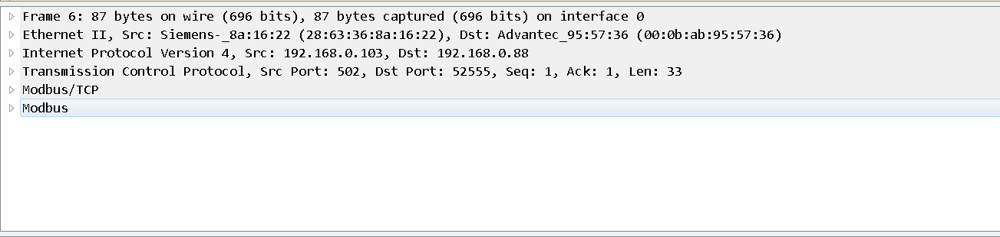 Frame 6: 87 bytes on wire (696 bits), 87 bytes captured (696 bits) on interface 0
Ethernet II, Src: Siemens-_8a:16:22 (28:63:36:8a:16:22), Dst: Advantec_95:57:36 (00:0b:ab:95:57:36)
Internet Protocol Version 4, Src: 192.168.0.103, Dst: 192.168.0.88
Transmission Control Protocol, Src Port: 502, Dst Port: 52555, Seq: 1, Ack: 1, Len: 33
Modbus/TCP
Modbus